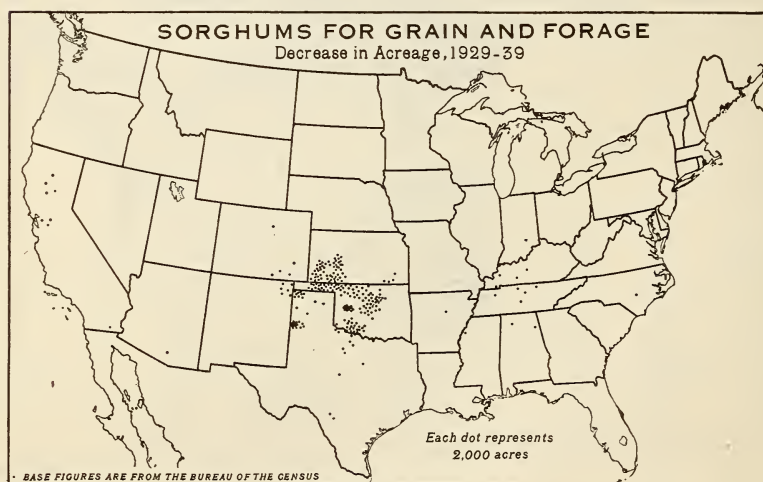 SORGHUMS FOR GRAIN AND FORAGE
Decrease in Acreage, 1929-39
Each dot represents
2,000 acres
BASE FIGURES ARE FROM THE BUREAU OF THE CENSUS